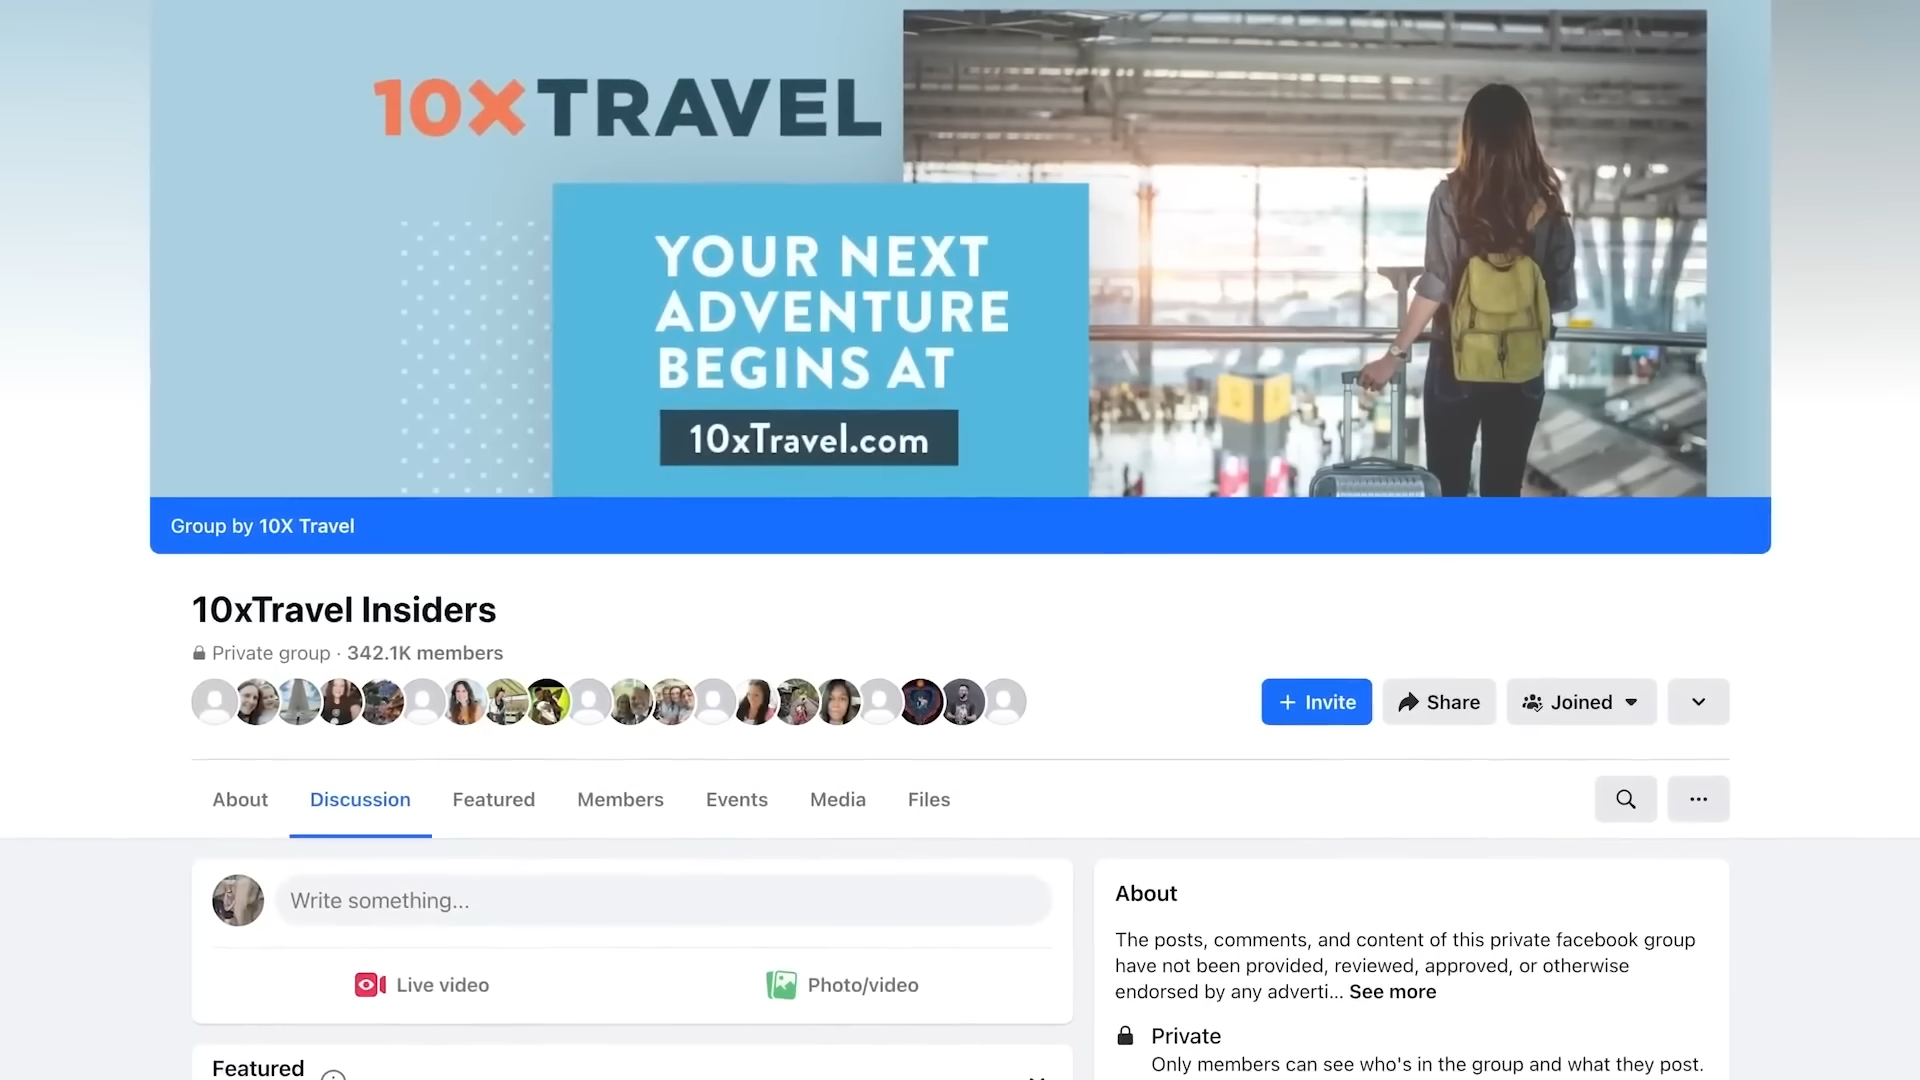 10XTRAVEL
YOUR NEXT
ADVENTURE
BEGINS AT
10xTravel.com
Group by 10X Travel
10xTravel Insiders
Private group · 342.1K members
+ Invite
Share
Joined
About
Discussion
Featured
Members
Events
Media
Files
Write something...
Live video
Photo/video
Featured
About
The posts, comments, and content of this private facebook group
have not been provided, reviewed, approved, or otherwise
endorsed by any adverti... See more
Private
Only members can see who's in the group and what they post.